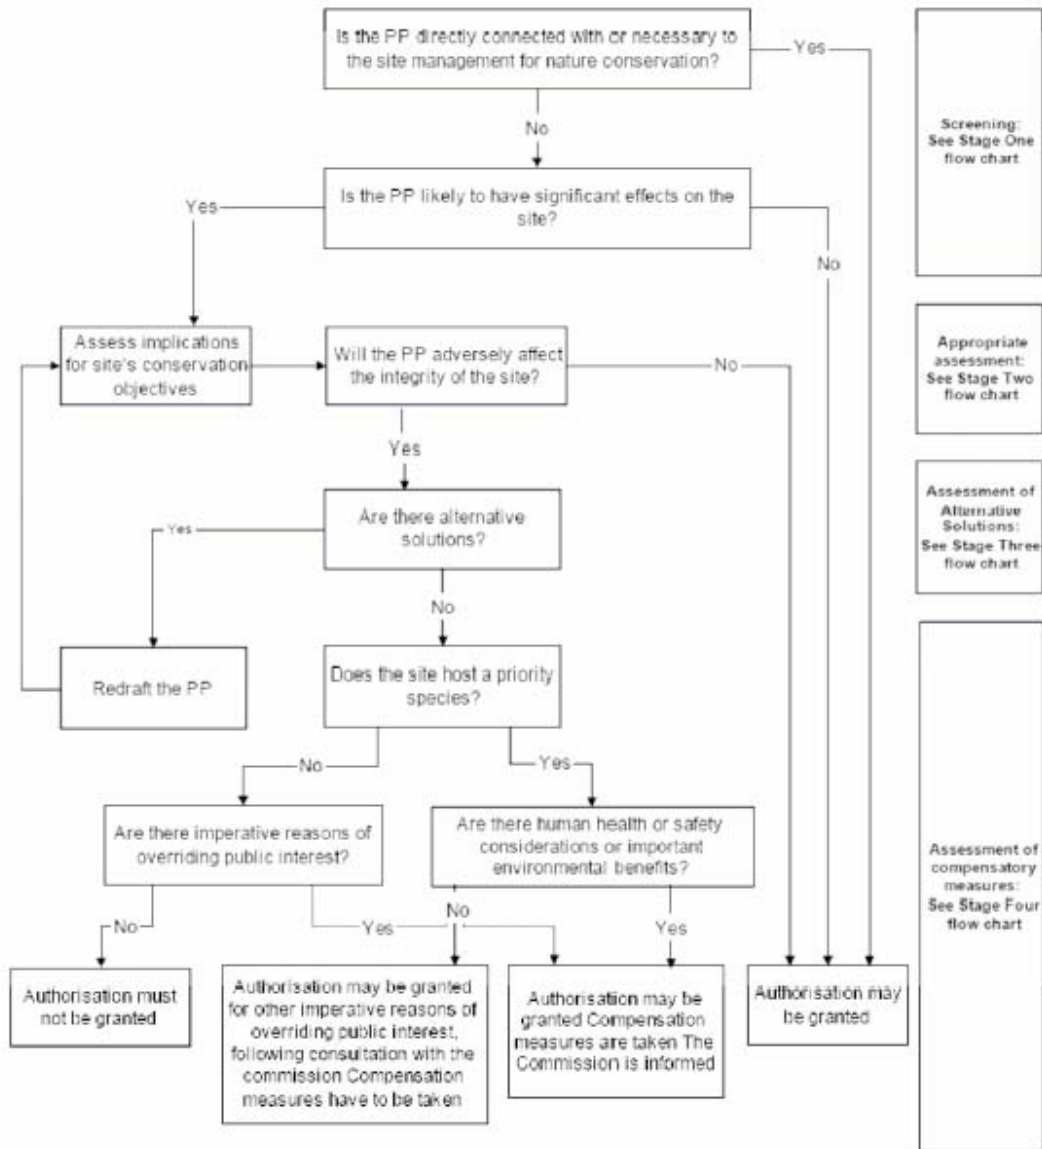 Is the PP directly connected with or necessary to
the site management for nature conservation?
Yes
No
Screening:
See Stage One
flow chart
Is the PP likely to have significant effects on the
site?
Yes
No
Assess implications
for site's conservation
objectives
Will the PP adversely affect
the integrity of the site?
No
Yes
Appropriate
assessment:
See Stage Two
flow chart
Are there alternative
solutions?
Yes
No
Assessment of
Alternative
Solutions:
See Stage Three
flow chart
Redraft the PP
Does the site host a priority
species?
No
Yes
Are there imperative reasons of
overriding public interest?
Are there human health or safety
considerations or important
environmental benefits?
Assessment of
compensatory
measures:
See Stage Four
flow chart
No
Yes
No
Yes
Authorisation must
not be granted
Authorisation may be granted
for other imperative reasons of
overriding public interest,
following consultation with the
commission Compensation
measures have to be taken
Authorisation may be
granted Compensation
measures are taken The
Commission is informed
Authorisation may
be granted